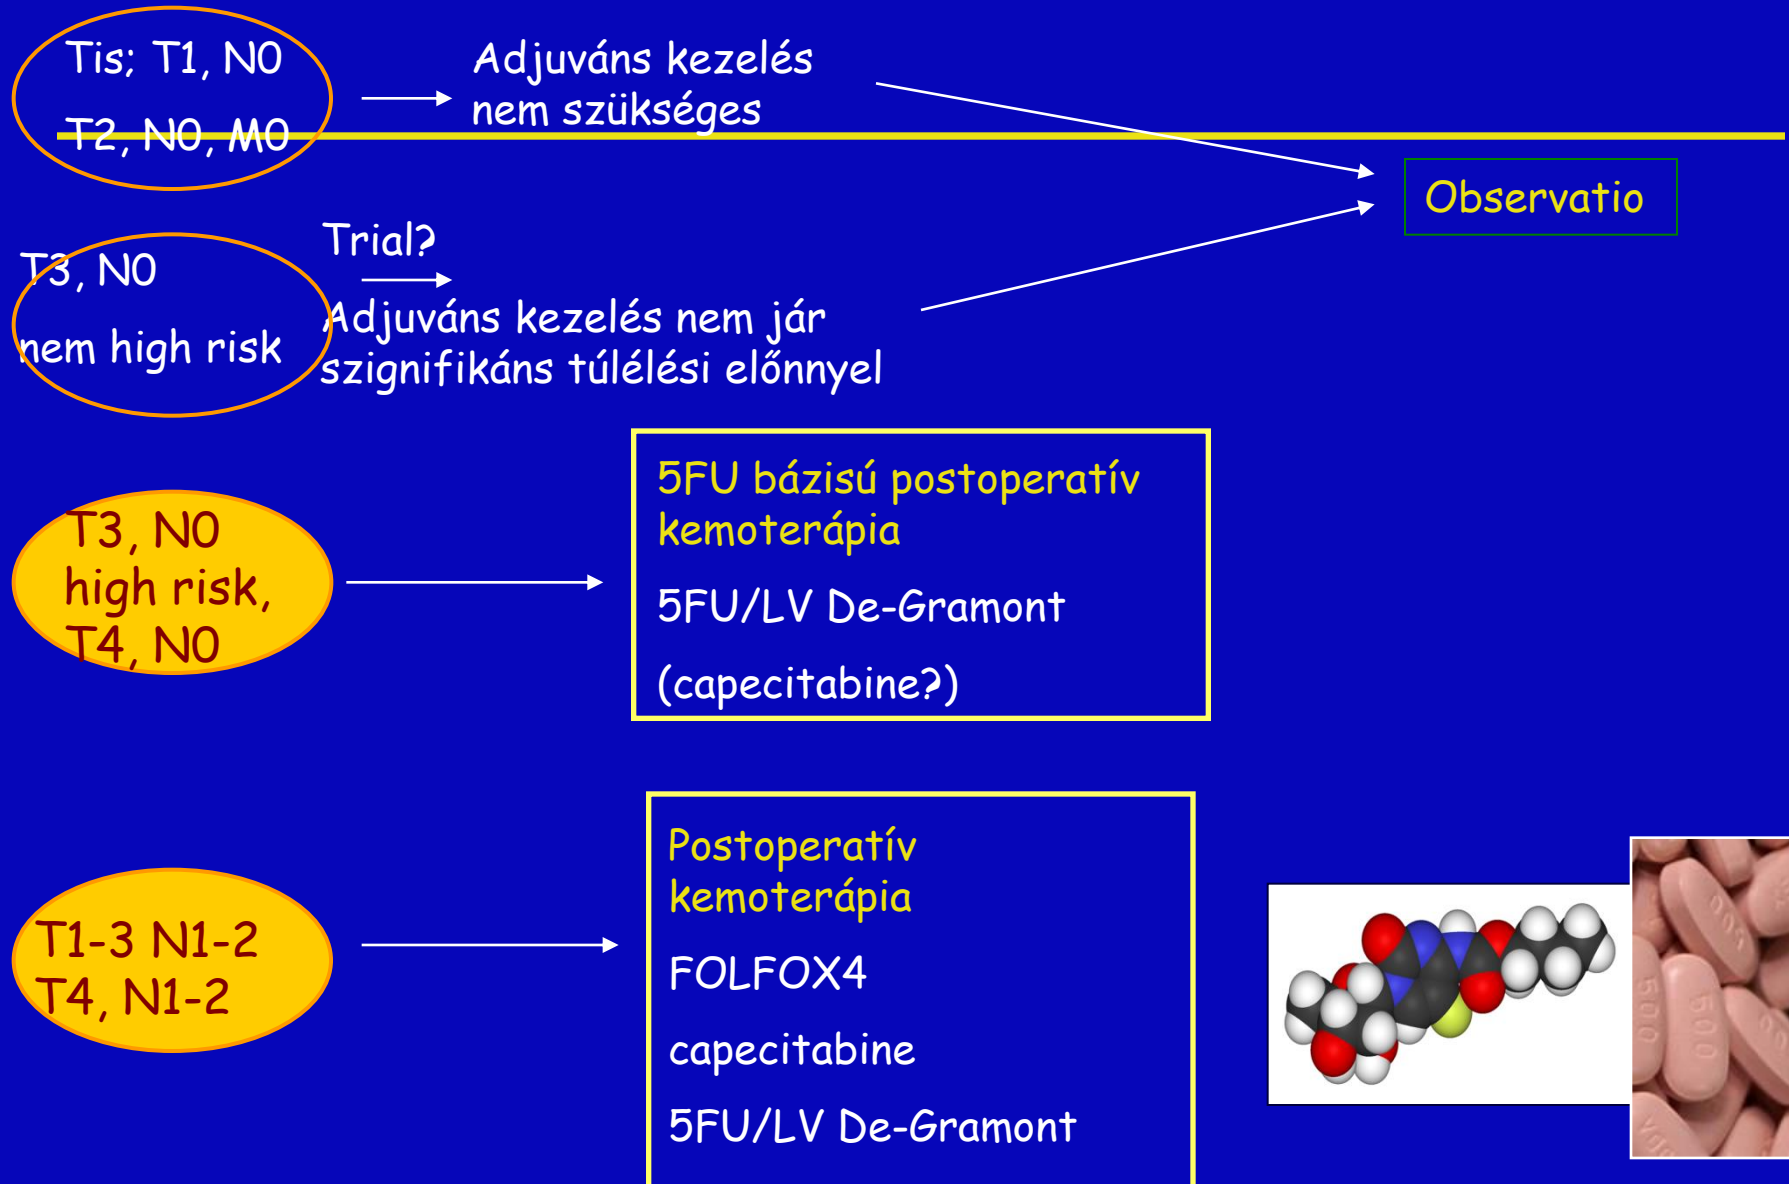 Tis; T1, N0
T2, N0, M0
Adjuváns kezelés
nem szükséges
Observatio
T3, N0
nem high risk
Trial?
Adjuváns kezelés nem jár
szignifikáns túlélési előnnyel
T3, N0
high risk,
T4, N0
5FU bázisú postoperatív
kemoterápia
5FU/LV De-Gramont
(capecitabine?)
T1-3 N1-2
T4, N1-2
Postoperatív
kemoterápia
FOLFOX4
capecitabine
5FU/LV De-Gramont
500
500